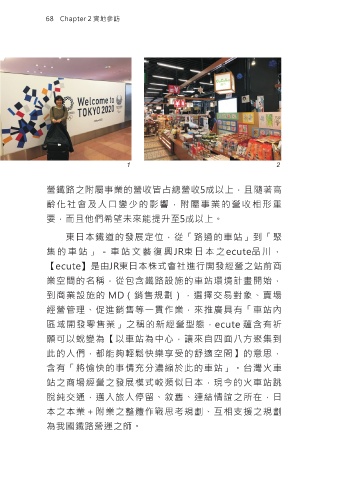 68 Chapter 2 實地參訪
Welcome to
TOKYO 2020
1
2
營鐵路之附屬事業的營收皆占總營收5成以上，且隨著高
齡化社會及人口變少的影響，附屬事業的營收相形重
要，而且他們希望未來能提升至5成以上。
東日本鐵道的發展定位，從「路過的車站」到「聚
集的車站」。車站文藝復興JR東日本之ecute品川，
【ecute】是由JR東日本株式會社進行開發經營之站前商
業空間的名稱，從包含鐵路設施的車站環境計畫開始，
到商業設施的 MD（銷售規劃），選擇交易對象、賣場
經營管理、促進銷售等一貫作業，來推廣具有「車站內
區域開發零售業」之稱的新經營型態，ecute 蘊含有祈
願可以蛻變為【以車站為中心，讓來自四面八方聚集到
此的人們，都能夠輕鬆快樂享受的舒適空間】的意思，
含有「將愉快的事情充分濃縮於此的車站」。台灣火車
站之商場經營之發展模式較類似日本，現今的火車站跳
脫純交通，邁入旅人停留、敘舊、連結情誼之所在，日
本之本業＋附業之整體作戰思考規劃、互相支援之規劃
為我國鐵路營運之師。